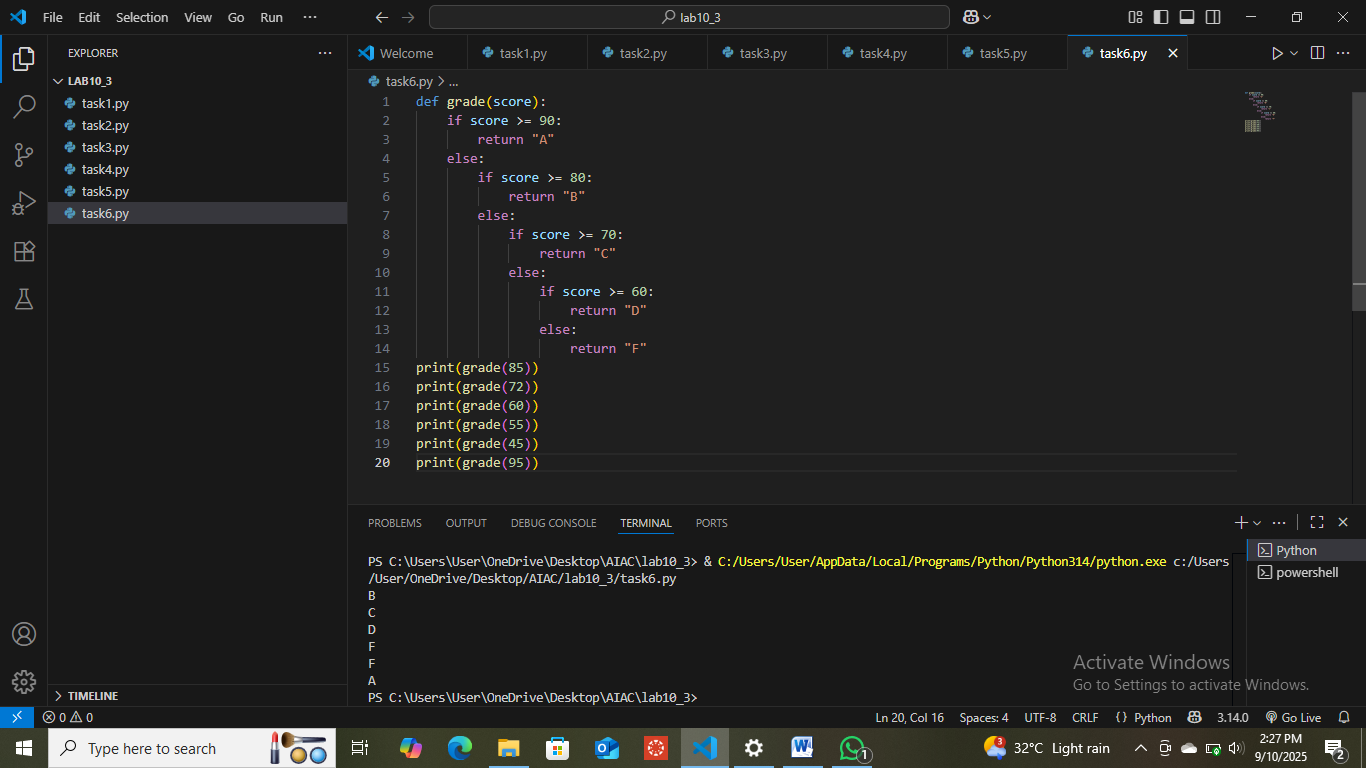 File Edit Selection View Go Run ··· lab10_3
EXPLORER ···
LAB10_3
task1.py
task2.py
task3.py
task4.py
task5.py
task6.py
TIMELINE
Welcome task1.py task2.py task3.py task4.py task5.py task6.py
task6.py > ...
1 def grade(score):
2     if score >= 90:
3         return "A"
4     else:
5         if score >= 80:
6             return "B"
7         else:
8             if score >= 70:
9                 return "C"
10             else:
11                 if score >= 60:
12                     return "D"
13                 else:
14                     return "F"
15 print(grade(85))
16 print(grade(72))
17 print(grade(60))
18 print(grade(55))
19 print(grade(45))
20 print(grade(95))
PROBLEMS OUTPUT DEBUG CONSOLE TERMINAL PORTS
PS C:\Users\User\OneDrive\Desktop\AIAC\lab10_3> & C:/Users/User/AppData/Local/Programs/Python/Python314/python.exe c:/Users
/User/OneDrive/Desktop/AIAC/lab10_3/task6.py
B
C
D
F
F
A
PS C:\Users\User\OneDrive\Desktop\AIAC\lab10_3>
Python
powershell
Activate Windows
Go to Settings to activate Windows.
0 0 Ln 20, Col 16 Spaces: 4 UTF-8 CRLF {} Python 3.14.0 Go Live
Type here to search 3 32°C Light rain 2:27 PM
1 9/10/2025 2